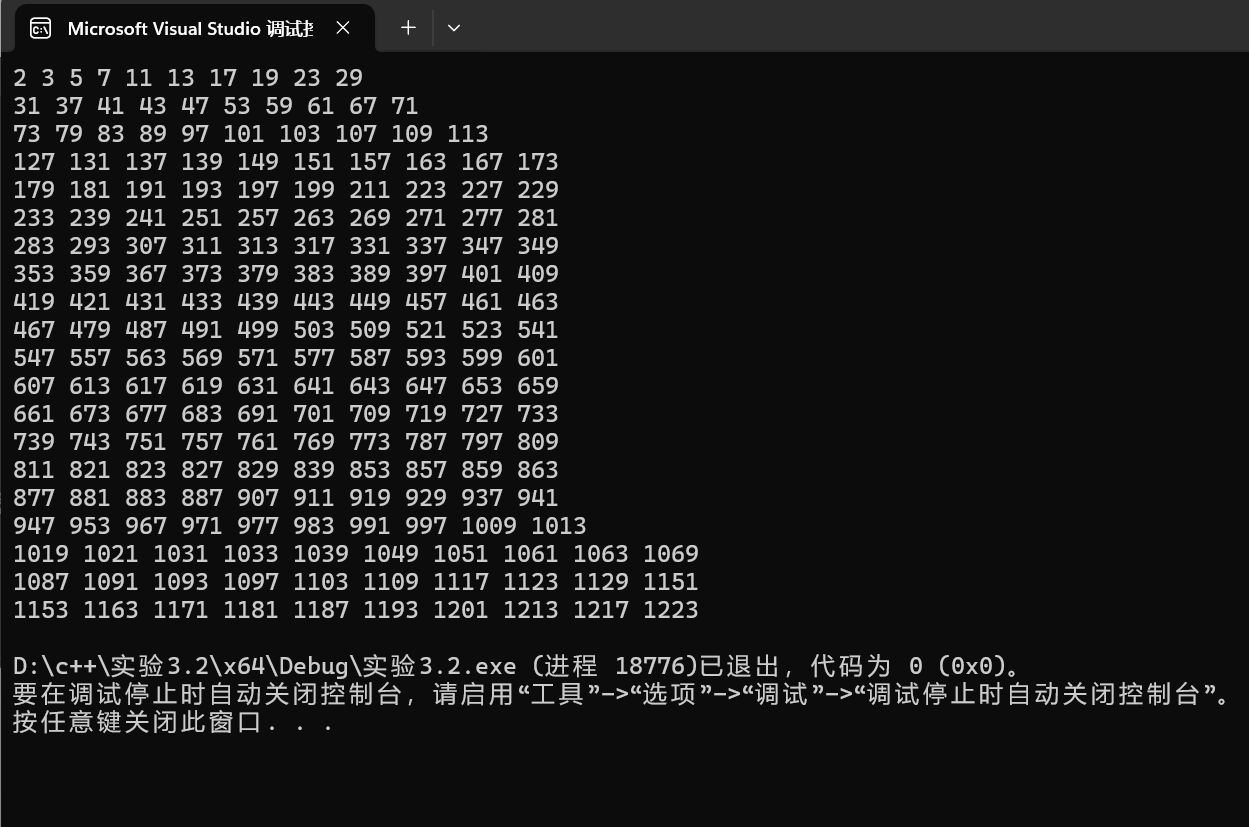 Microsoft Visual Studio 调试
2 3 5 7 11 13 17 19 23 29
31 37 41 43 47 53 59 61 67 71
73 79 83 89 97 101 103 107 109 113
127 131 137 139 149 151 157 163 167 173
179 181 191 193 197 199 211 223 227 229
233 239 241 251 257 263 269 271 277 281
283 293 307 311 313 317 331 337 347 349
353 359 367 373 379 383 389 397 401 409
419 421 431 433 439 443 449 457 461 463
467 479 487 491 499 503 509 521 523 541
547 557 563 569 571 577 587 593 599 601
607 613 617 619 631 641 643 647 653 659
661 673 677 683 691 701 709 719 727 733
739 743 751 757 761 769 773 787 797 809
811 821 823 827 829 839 853 857 859 863
877 881 883 887 907 911 919 929 937 941
947 953 967 971 977 983 991 997 1009 1013
1019 1021 1031 1033 1039 1049 1051 1061 1063 1069
1087 1091 1093 1097 1103 1109 1117 1123 1129 1151
1153 1163 1171 1181 1187 1193 1201 1213 1217 1223
D:\c++\实验3.2\x64\Debug\实验3.2.exe (进程 18776)已退出，代码为 0 (0x0)。
要在调试停止时自动关闭控制台，请启用“工具”->“选项”->“调试”->“调试停止时自动关闭控制台”。
按任意键关闭此窗口. . .